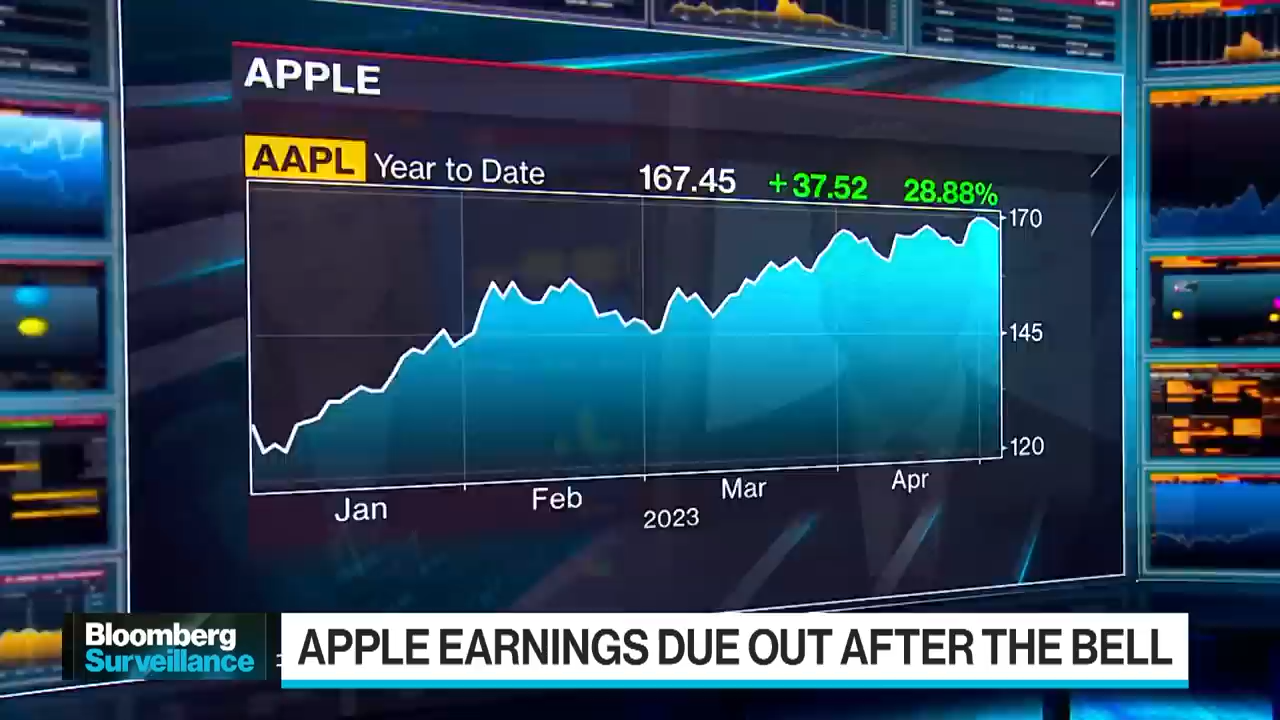 APPLE
AAPL Year to Date 167.45 +37.52 28.88%
170
145
120
Jan Feb Mar Apr
2023
Bloomberg
Surveillance
APPLE EARNINGS DUE OUT AFTER THE BELL